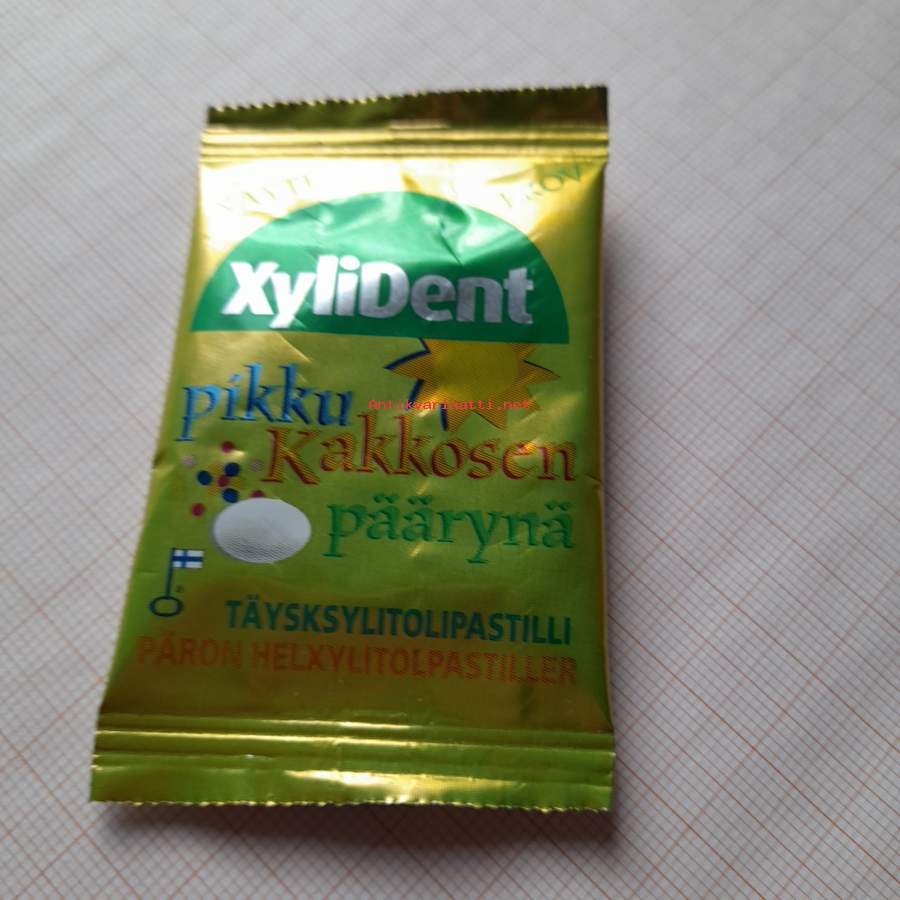 XyliDent
pikku
Antikvariaatti.net
Kakkosen
päärynä
TÄYSKSYLITOLIPASTILLI
PÄRON HELXYLITOLPASTILLER